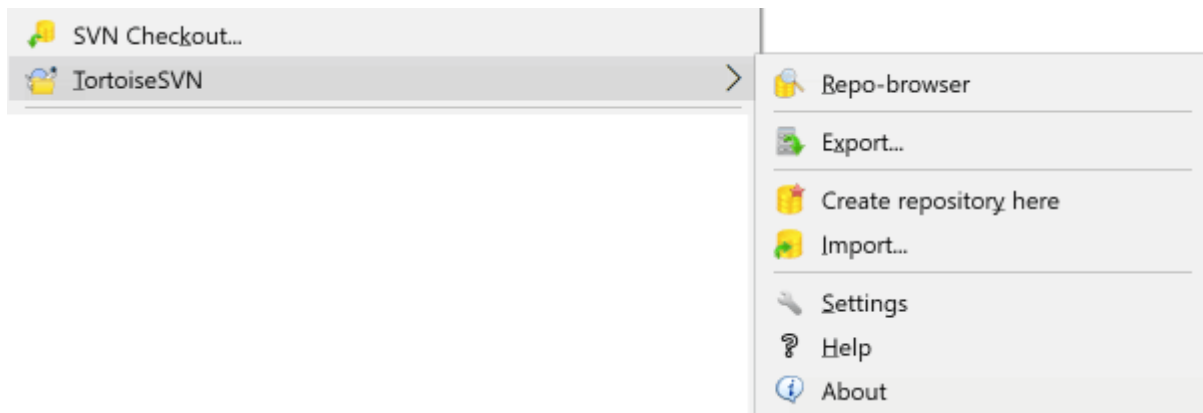 SVN Checkout...
TortoiseSVN
Repo-browser
Export...
Create repository here
Import...
Settings
Help
About